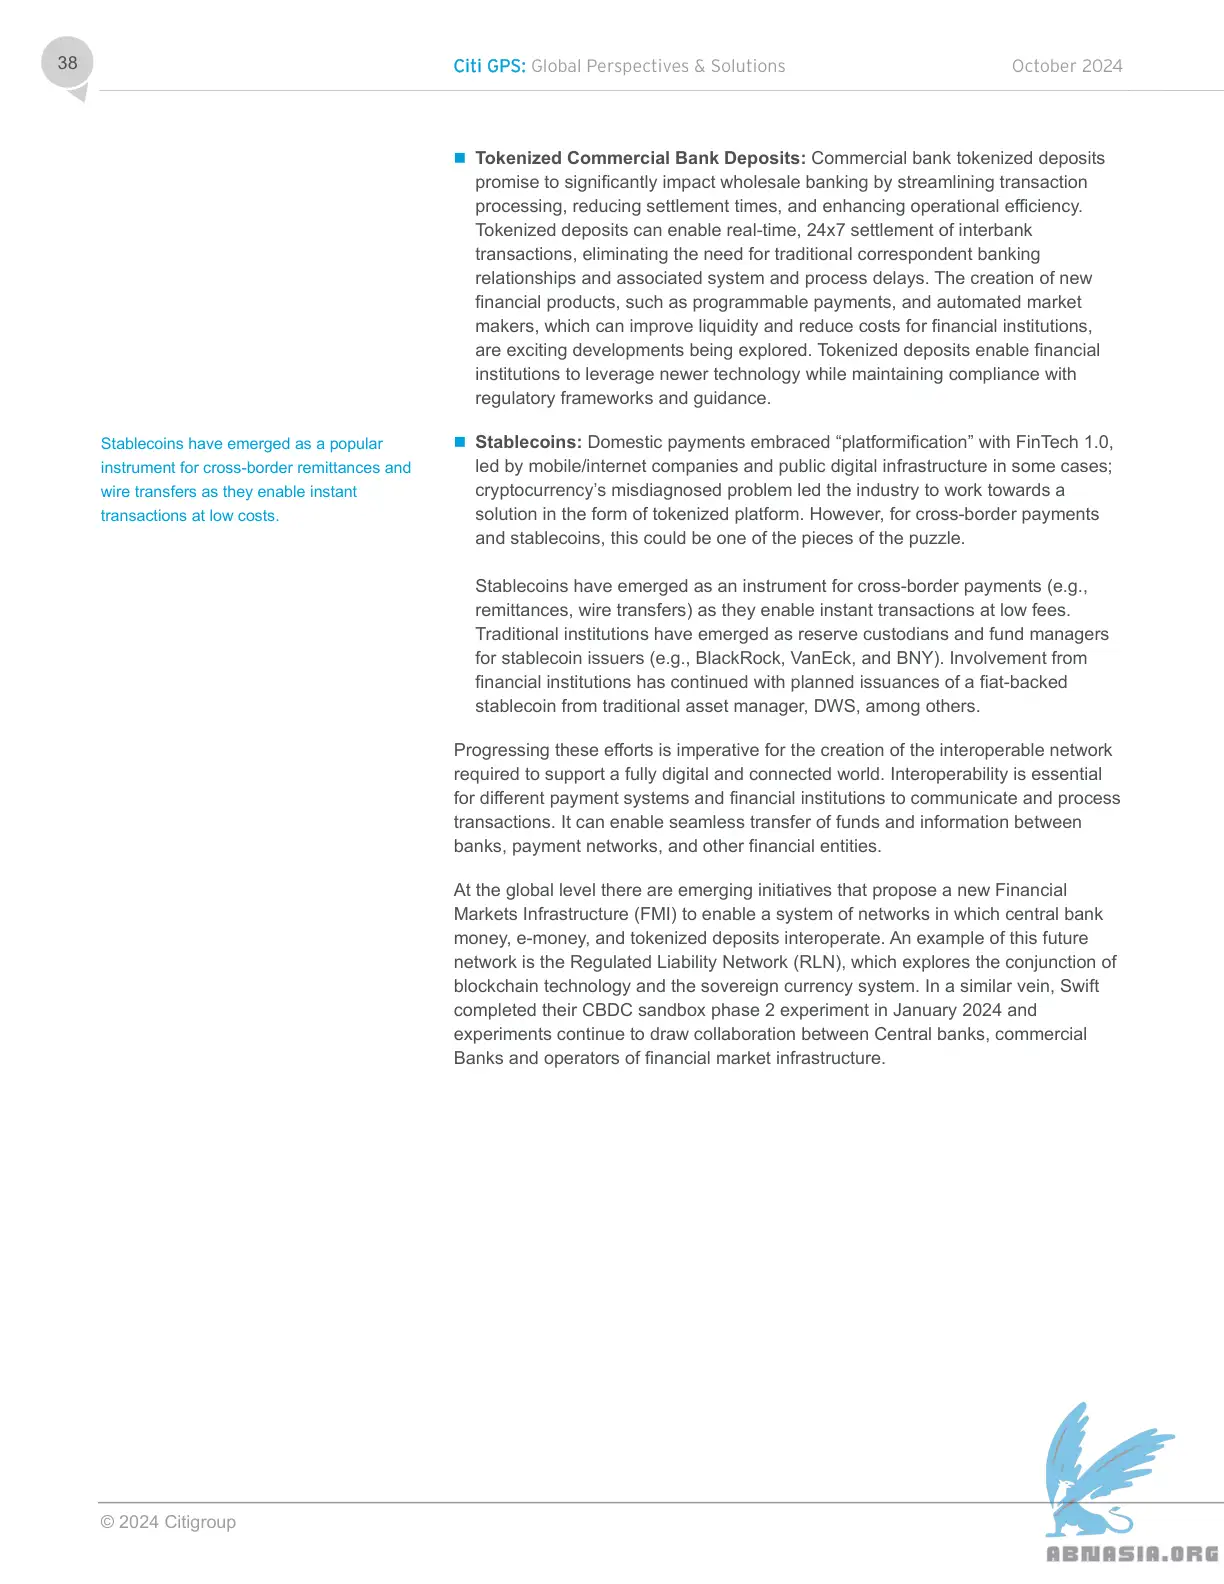 38
Citi GPS: Global Perspectives & Solutions
October 2024
■ Tokenized Commercial Bank Deposits: Commercial bank tokenized deposits
promise to significantly impact wholesale banking by streamlining transaction
processing, reducing settlement times, and enhancing operational efficiency.
Tokenized deposits can enable real-time, 24x7 settlement of interbank
transactions, eliminating the need for traditional correspondent banking
relationships and associated system and process delays. The creation of new
financial products, such as programmable payments, and automated market
makers, which can improve liquidity and reduce costs for financial institutions,
are exciting developments being explored. Tokenized deposits enable financial
institutions to leverage newer technology while maintaining compliance with
regulatory frameworks and guidance.
Stablecoins have emerged as a popular
instrument for cross-border remittances and
wire transfers as they enable instant
transactions at low costs.
■ Stablecoins: Domestic payments embraced “platformification” with FinTech 1.0,
led by mobile/internet companies and public digital infrastructure in some cases;
cryptocurrency’s misdiagnosed problem led the industry to work towards a
solution in the form of tokenized platform. However, for cross-border payments
and stablecoins, this could be one of the pieces of the puzzle.
Stablecoins have emerged as an instrument for cross-border payments (e.g.,
remittances, wire transfers) as they enable instant transactions at low fees.
Traditional institutions have emerged as reserve custodians and fund managers
for stablecoin issuers (e.g., BlackRock, VanEck, and BNY). Involvement from
financial institutions has continued with planned issuances of a fiat-backed
stablecoin from traditional asset manager, DWS, among others.
Progressing these efforts is imperative for the creation of the interoperable network
required to support a fully digital and connected world. Interoperability is essential
for different payment systems and financial institutions to communicate and process
transactions. It can enable seamless transfer of funds and information between
banks, payment networks, and other financial entities.
At the global level there are emerging initiatives that propose a new Financial
Markets Infrastructure (FMI) to enable a system of networks in which central bank
money, e-money, and tokenized deposits interoperate. An example of this future
network is the Regulated Liability Network (RLN), which explores the conjunction of
blockchain technology and the sovereign currency system. In a similar vein, Swift
completed their CBDC sandbox phase 2 experiment in January 2024 and
experiments continue to draw collaboration between Central banks, commercial
Banks and operators of financial market infrastructure.
© 2024 Citigroup
ABNASIA.ORG